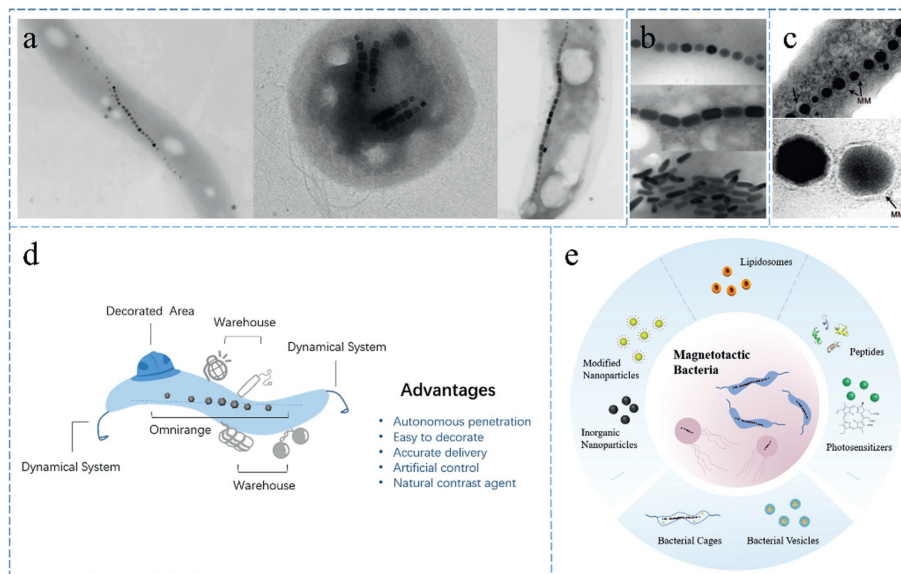 a
b
c
MM
MM
d
Decorated Area
Warehouse
Dynamical System
Omnirange
Dynamical System
Warehouse
Advantages
• Autonomous penetration
• Easy to decorate
• Accurate delivery
• Artificial control
• Natural contrast agent
e
Lipidosomes
Modified
Nanoparticles
Peptides
Magnetotactic
Bacteria
Inorganic
Nanoparticles
Photosensitizers
Bacterial Cages
Bacterial Vesicles